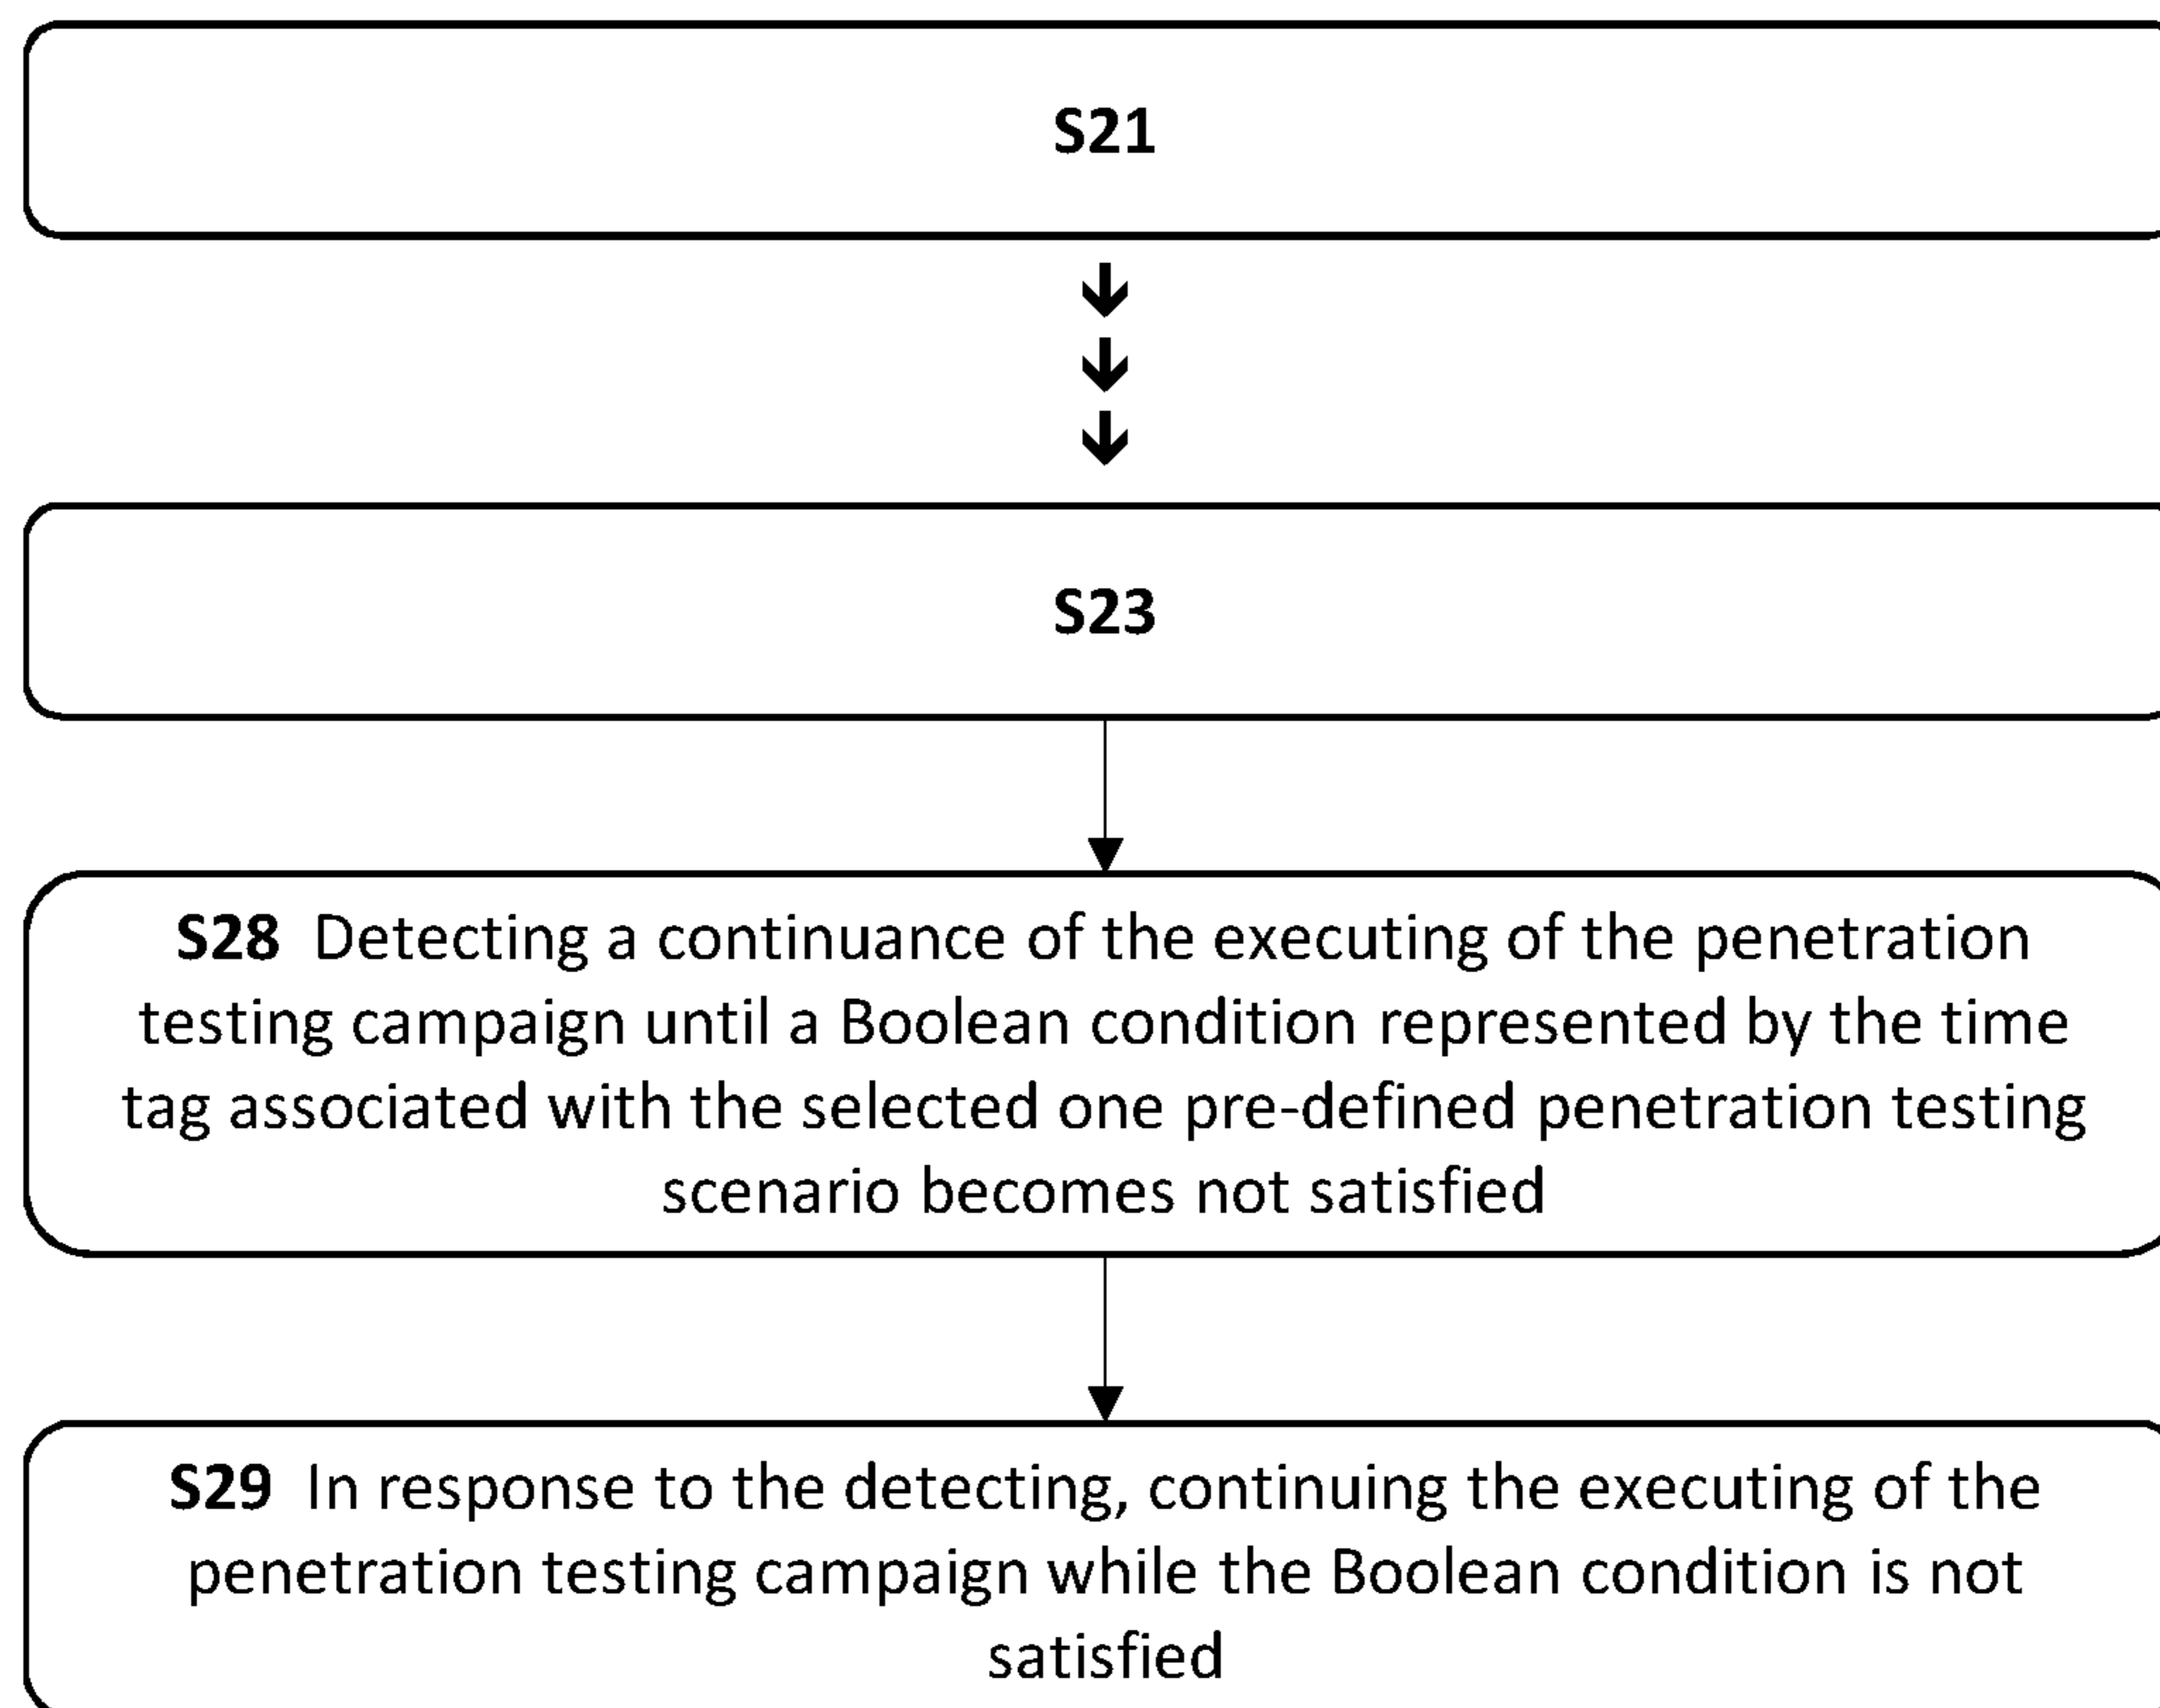 S21
S23
S28 Detecting a continuance of the executing of the penetration
testing campaign until a Boolean condition represented by the time
tag associated with the selected one pre-defined penetration testing
scenario becomes not satisfied
S29 In response to the detecting, continuing the executing of the
penetration testing campaign while the Boolean condition is not
satisfied